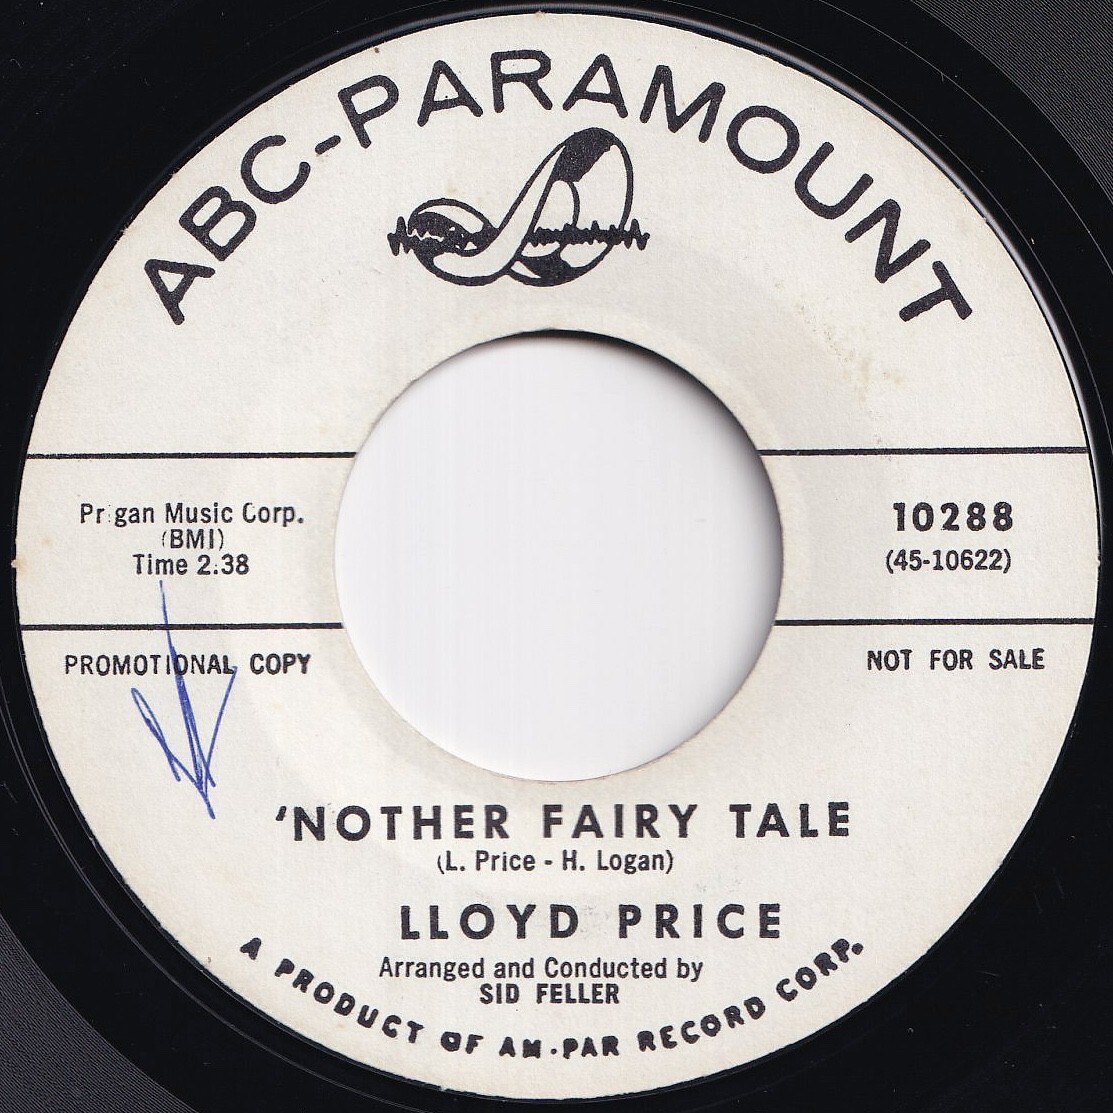 ABC-PARAMOUNT
Pr gan Music Corp.
(BMI)
Time 2:38
10288
(45-10622)
PROMOTIONAL COPY
NOT FOR SALE
'NOTHER FAIRY TALE
(L. Price - H. Logan)
LLOYD PRICE
Arranged and Conducted by
SID FELLER
A PRODUCT OF AM-PAR RECORD CORP.